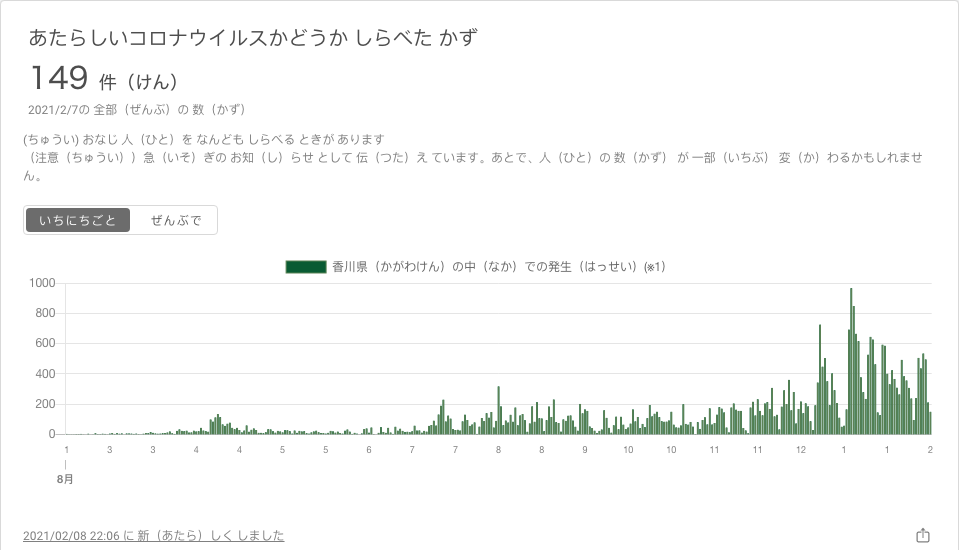 あたらしいコロナウイルスかどうか しらべた かず
149 件（けん）
2021/2/7の 全部（ぜんぶ）の 数（かず）
(ちゅうい) おなじ 人（ひと）を なんども しらべる ときが あります
（注意（ちゅうい））急（いそ）ぎの お知（し）らせ として 伝（つた）え ています。あとで、人（ひと）の 数（かず） が 一部（いちぶ） 変（か）わるかもしれませ
ん。
いちにちごと ぜんぶで
香川県（かがわけん）の中（なか）での発生（はっせい）(※1)
1000
800
600
400
200
0
1 3 3 4 4 5 5 6 7 7 8 8 9 10 10 11 11 12 1 1 2
8月
2021/02/08 22:06 に 新（あたら）しく しました